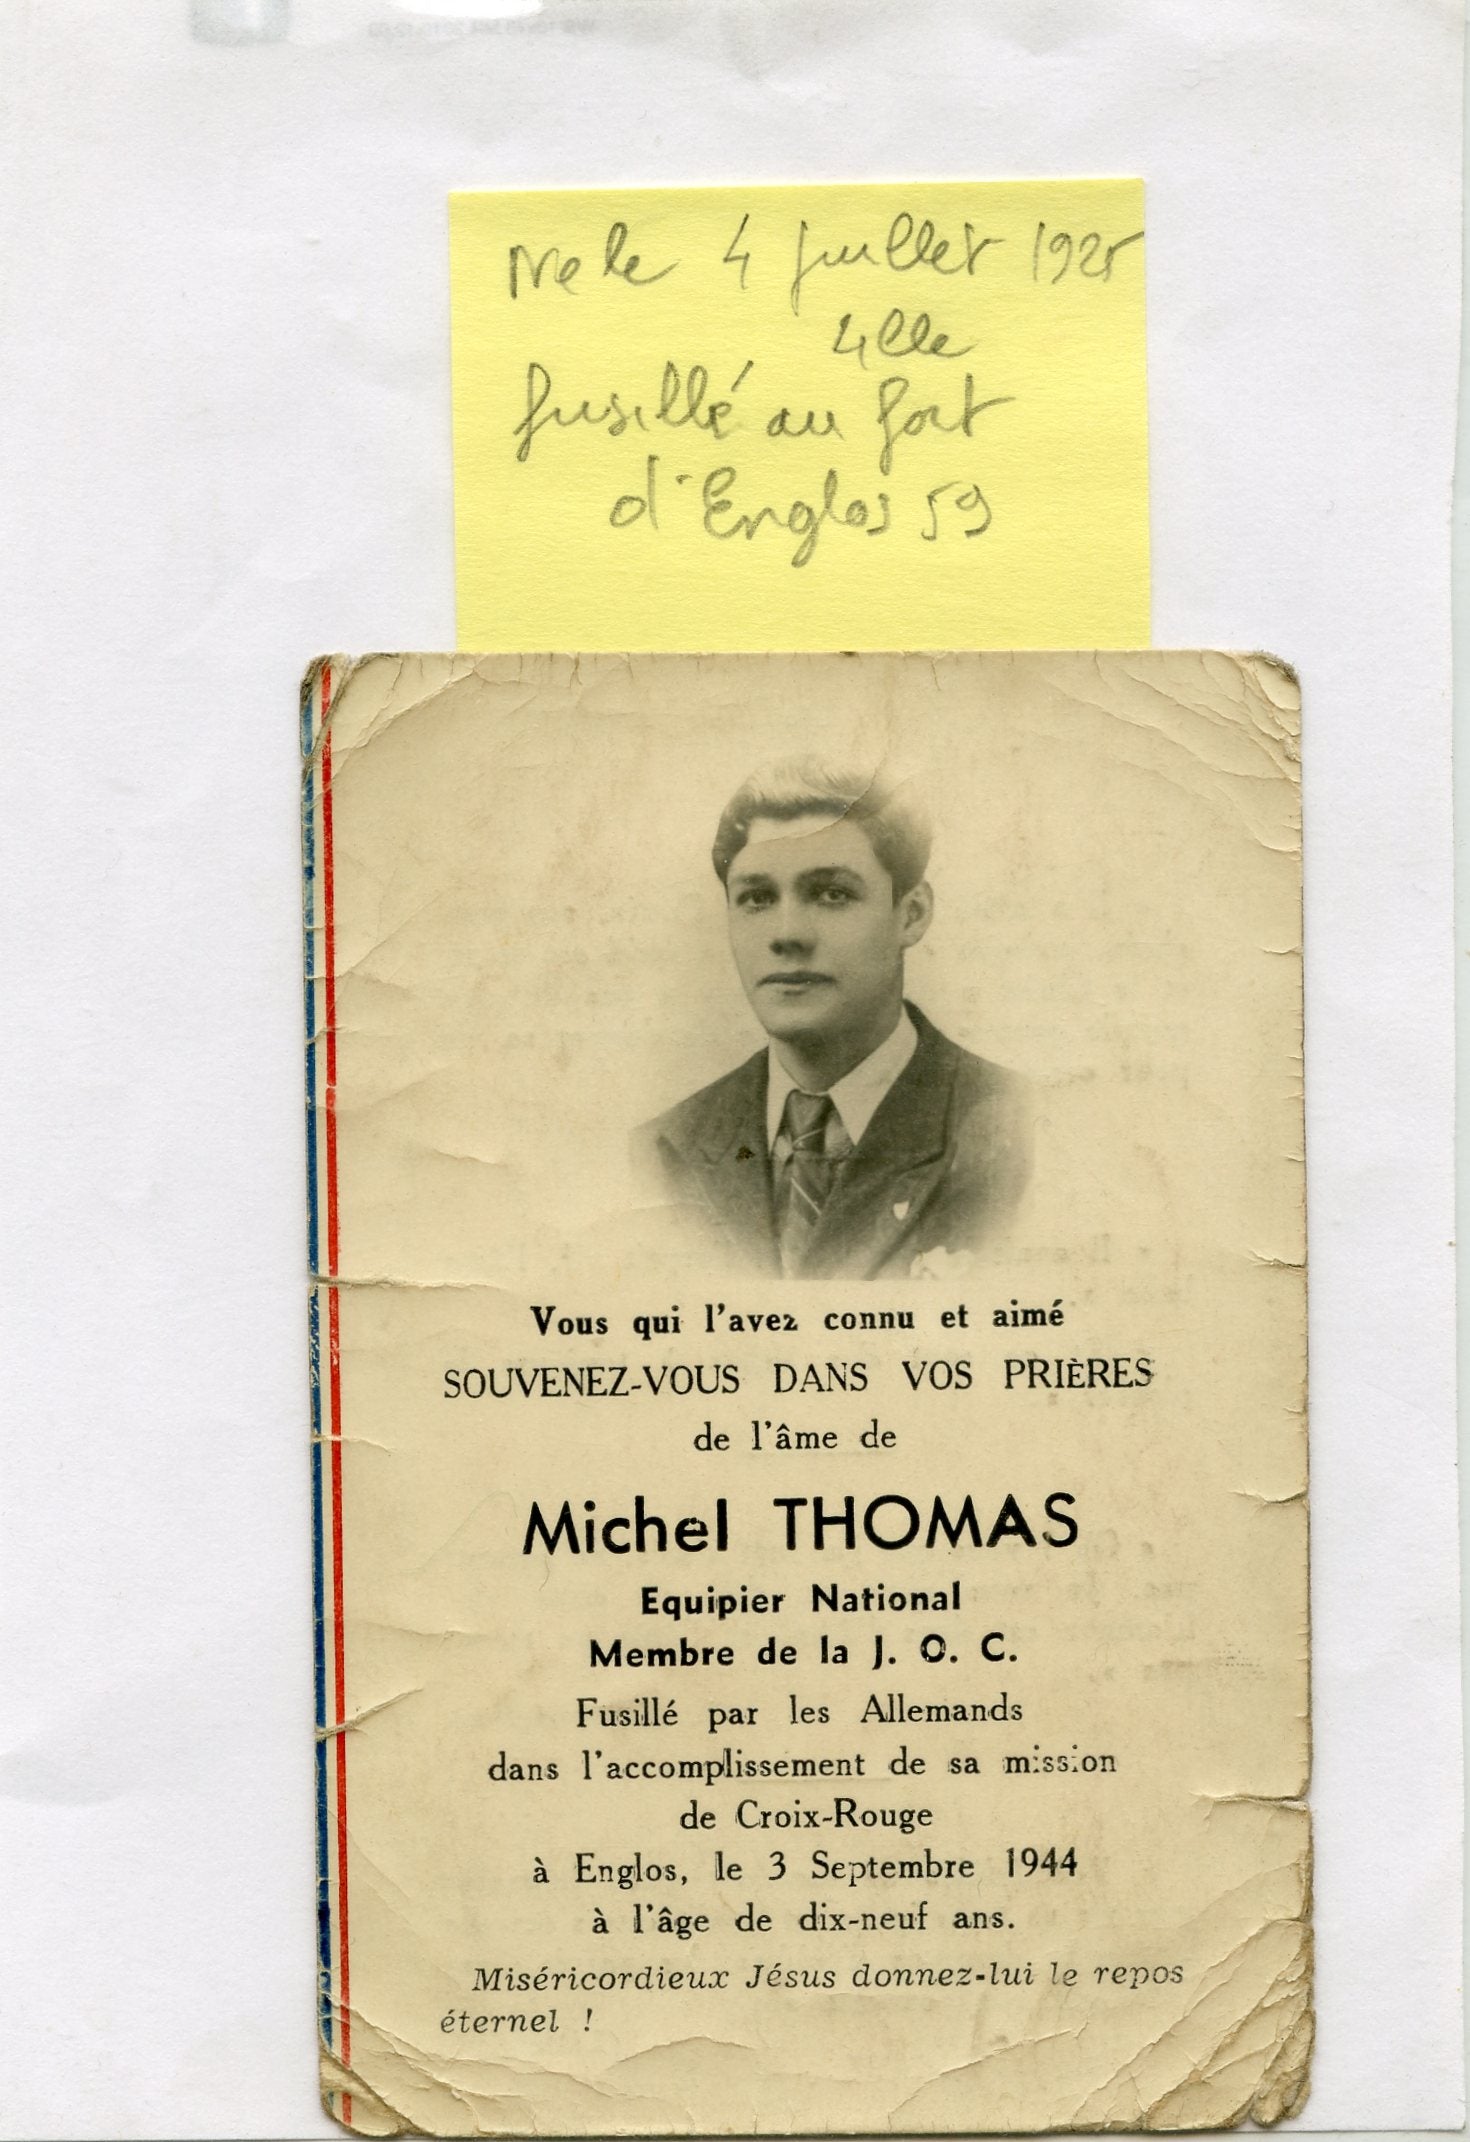 Ne le 4 juillet 1925
Lille
fusillé au fort
d'Englos 59
Vous qui l'avez connu et aimé
SOUVENEZ-VOUS DANS VOS PRIÈRES
de l'âme de
Michel THOMAS
Equipier National
Membre de la J. O. C.
Fusillé par les Allemands
dans l'accomplissement de sa mission
de Croix-Rouge
à Englos, le 3 Septembre 1944
à l'âge de dix-neuf ans.
Miséricordieux Jésus donnez-lui le repos
éternel !